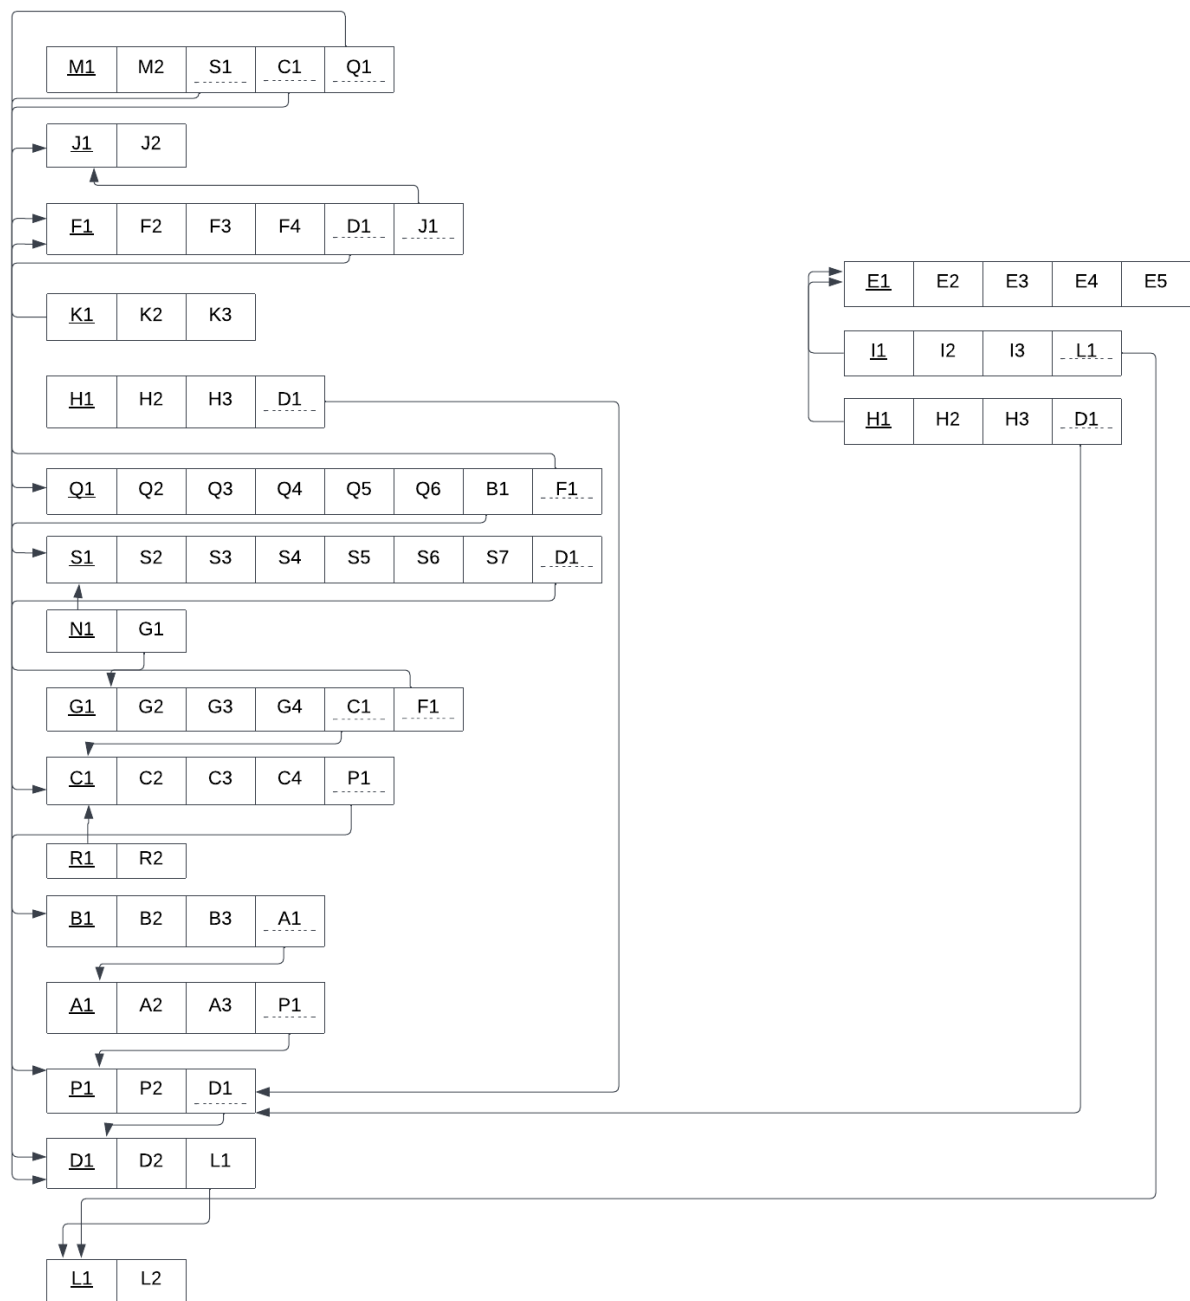 M1 M2 S1 C1 Q1
J1 J2
F1 F2 F3 F4 D1 J1
K1 K2 K3
H1 H2 H3 D1
Q1 Q2 Q3 Q4 Q5 Q6 B1 F1
S1 S2 S3 S4 S5 S6 S7 D1
N1 G1
G1 G2 G3 G4 C1 F1
C1 C2 C3 C4 P1
R1 R2
B1 B2 B3 A1
A1 A2 A3 P1
P1 P2 D1
D1 D2 L1
L1 L2
E1 E2 E3 E4 E5
I1 I2 I3 L1
H1 H2 H3 D1